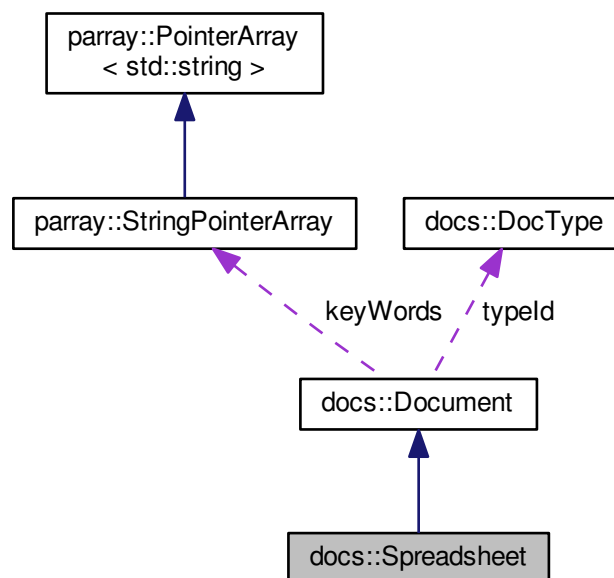 parray::PointerArray
< std::string >
parray::StringPointerArray
docs::DocType
keyWords
typeId
docs::Document
docs::Spreadsheet